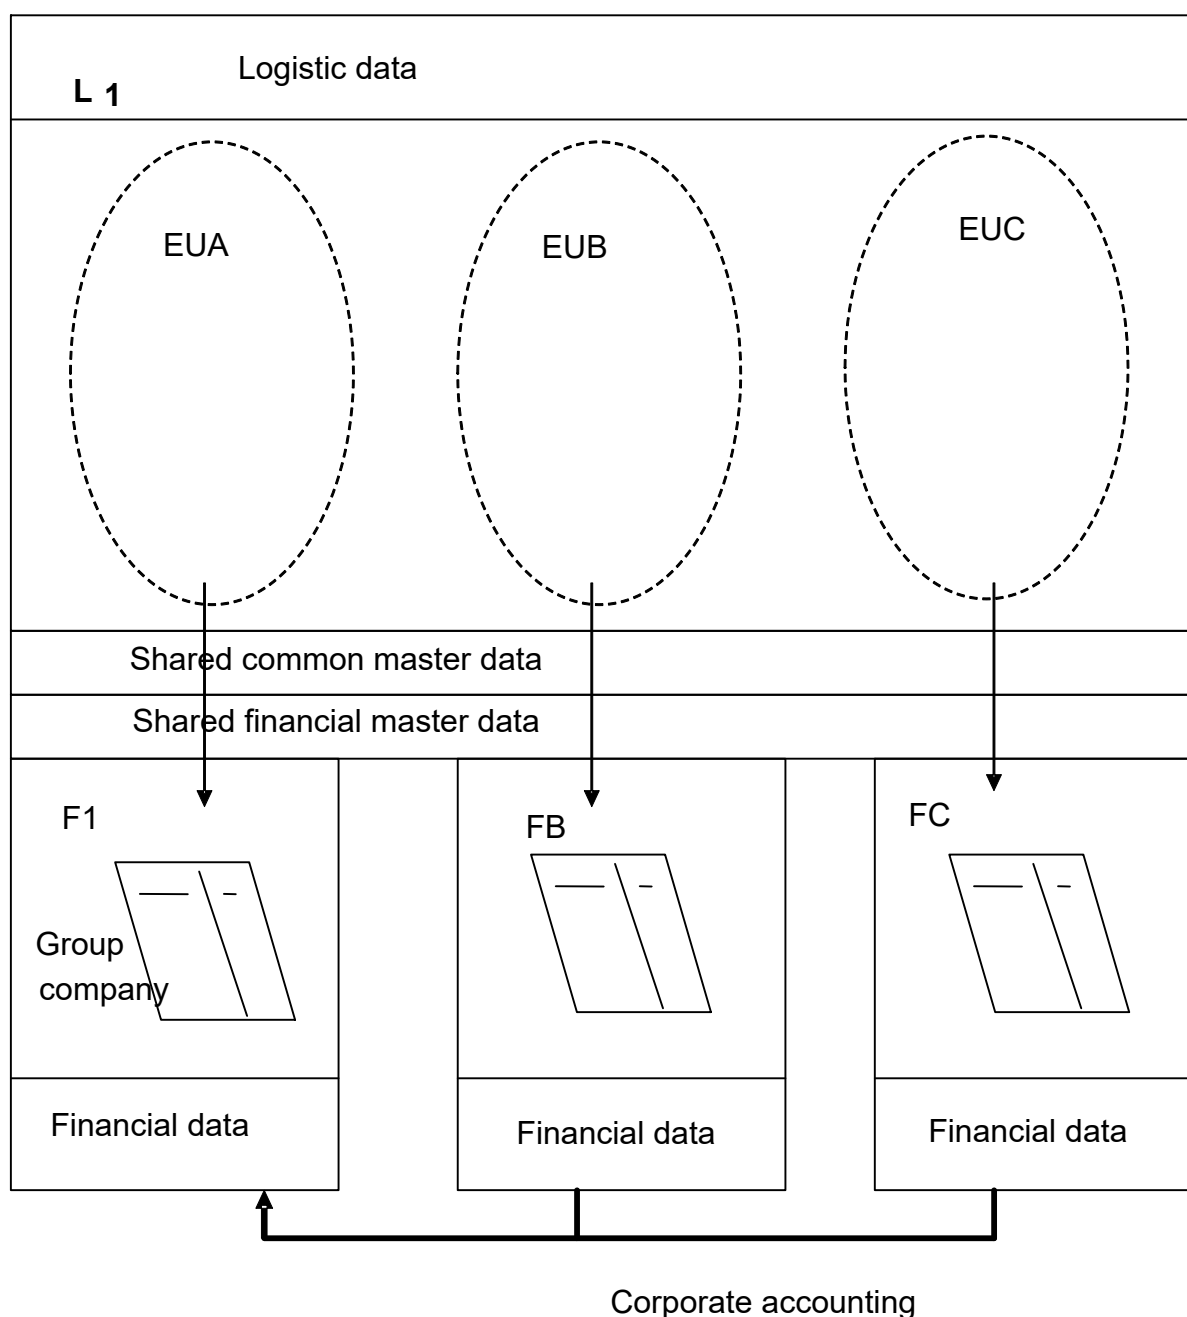 Logistic data
L 1
EUA
EUB
EUC
Shared common master data
Shared financial master data
F1
FB
FC
Group
company
Financial data
Financial data
Financial data
Corporate accounting